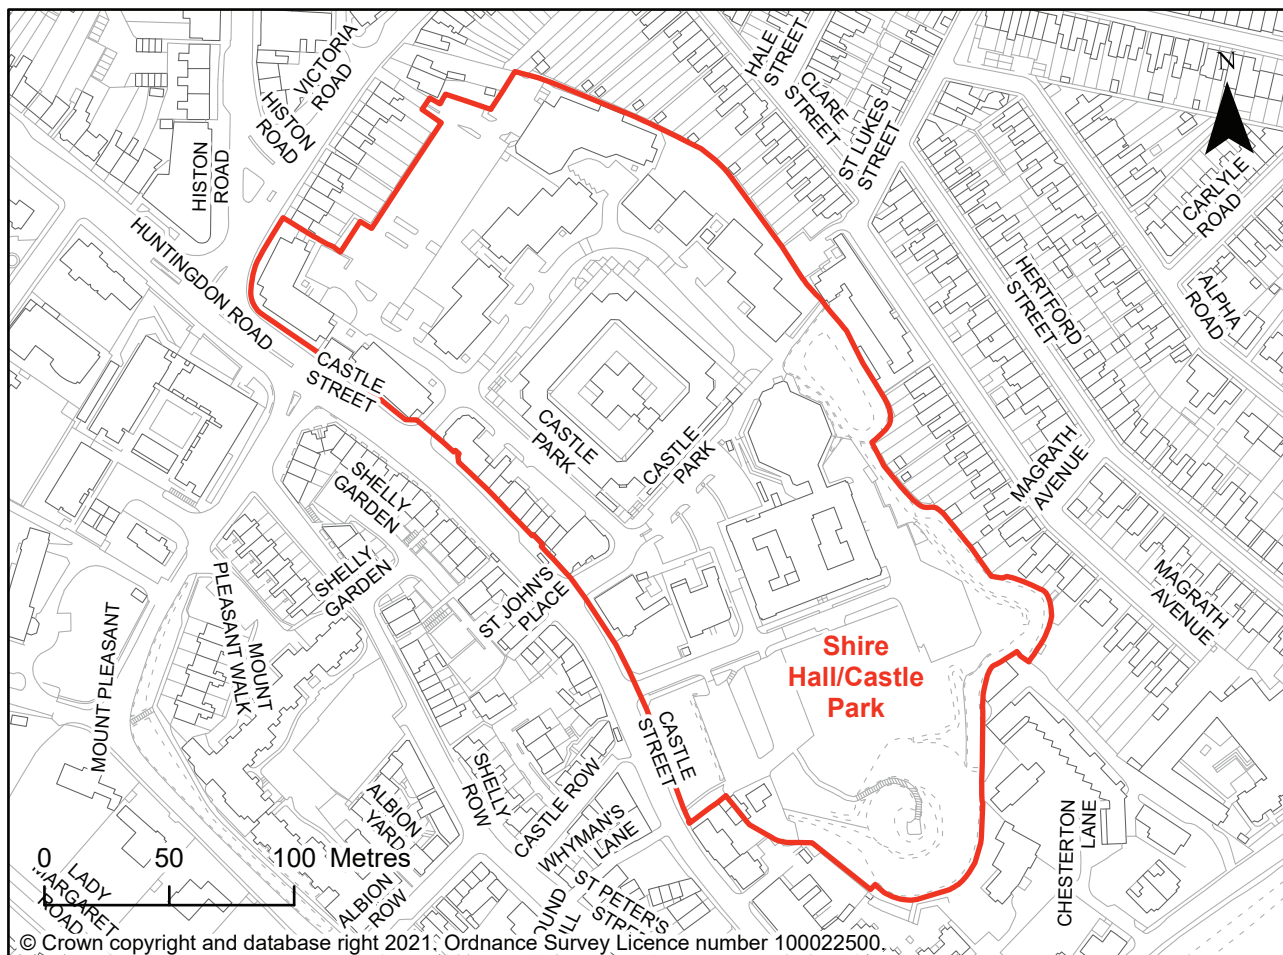 VICTORIA
ROAD
HISTON
ROAD
HISTON
ROAD
HUNTINGDON ROAD
HALE
STREET
CLARE
STREET
ST LUKES
STREET
N
CARLYLE
ROAD
ALPHA
ROAD
HERTFORD
STREET
CASTLE
STREET
CASTLE
PARK
CASTLE
PARK
MAGRATH
AVENUE
MAGRATH
AVENUE
SHELLY
GARDEN
SHELLY
GARDEN
ST JOHN'S
PLACE
MOUNT PLEASANT
MOUNT
PLEASANT WALK
Shire
Hall/Castle
Park
CASTLE
STREET
SHELLY
ROW
CASTLE ROW
WHYMAN'S
LANE
ALBION
YARD
ALBION
ROW
ST PETER'S
CHESTERTON
LANE
LADY
MARGARET
ROAD
0 50 100 Metres
© Crown copyright and database right 2021. Ordnance Survey Licence number 100022500.